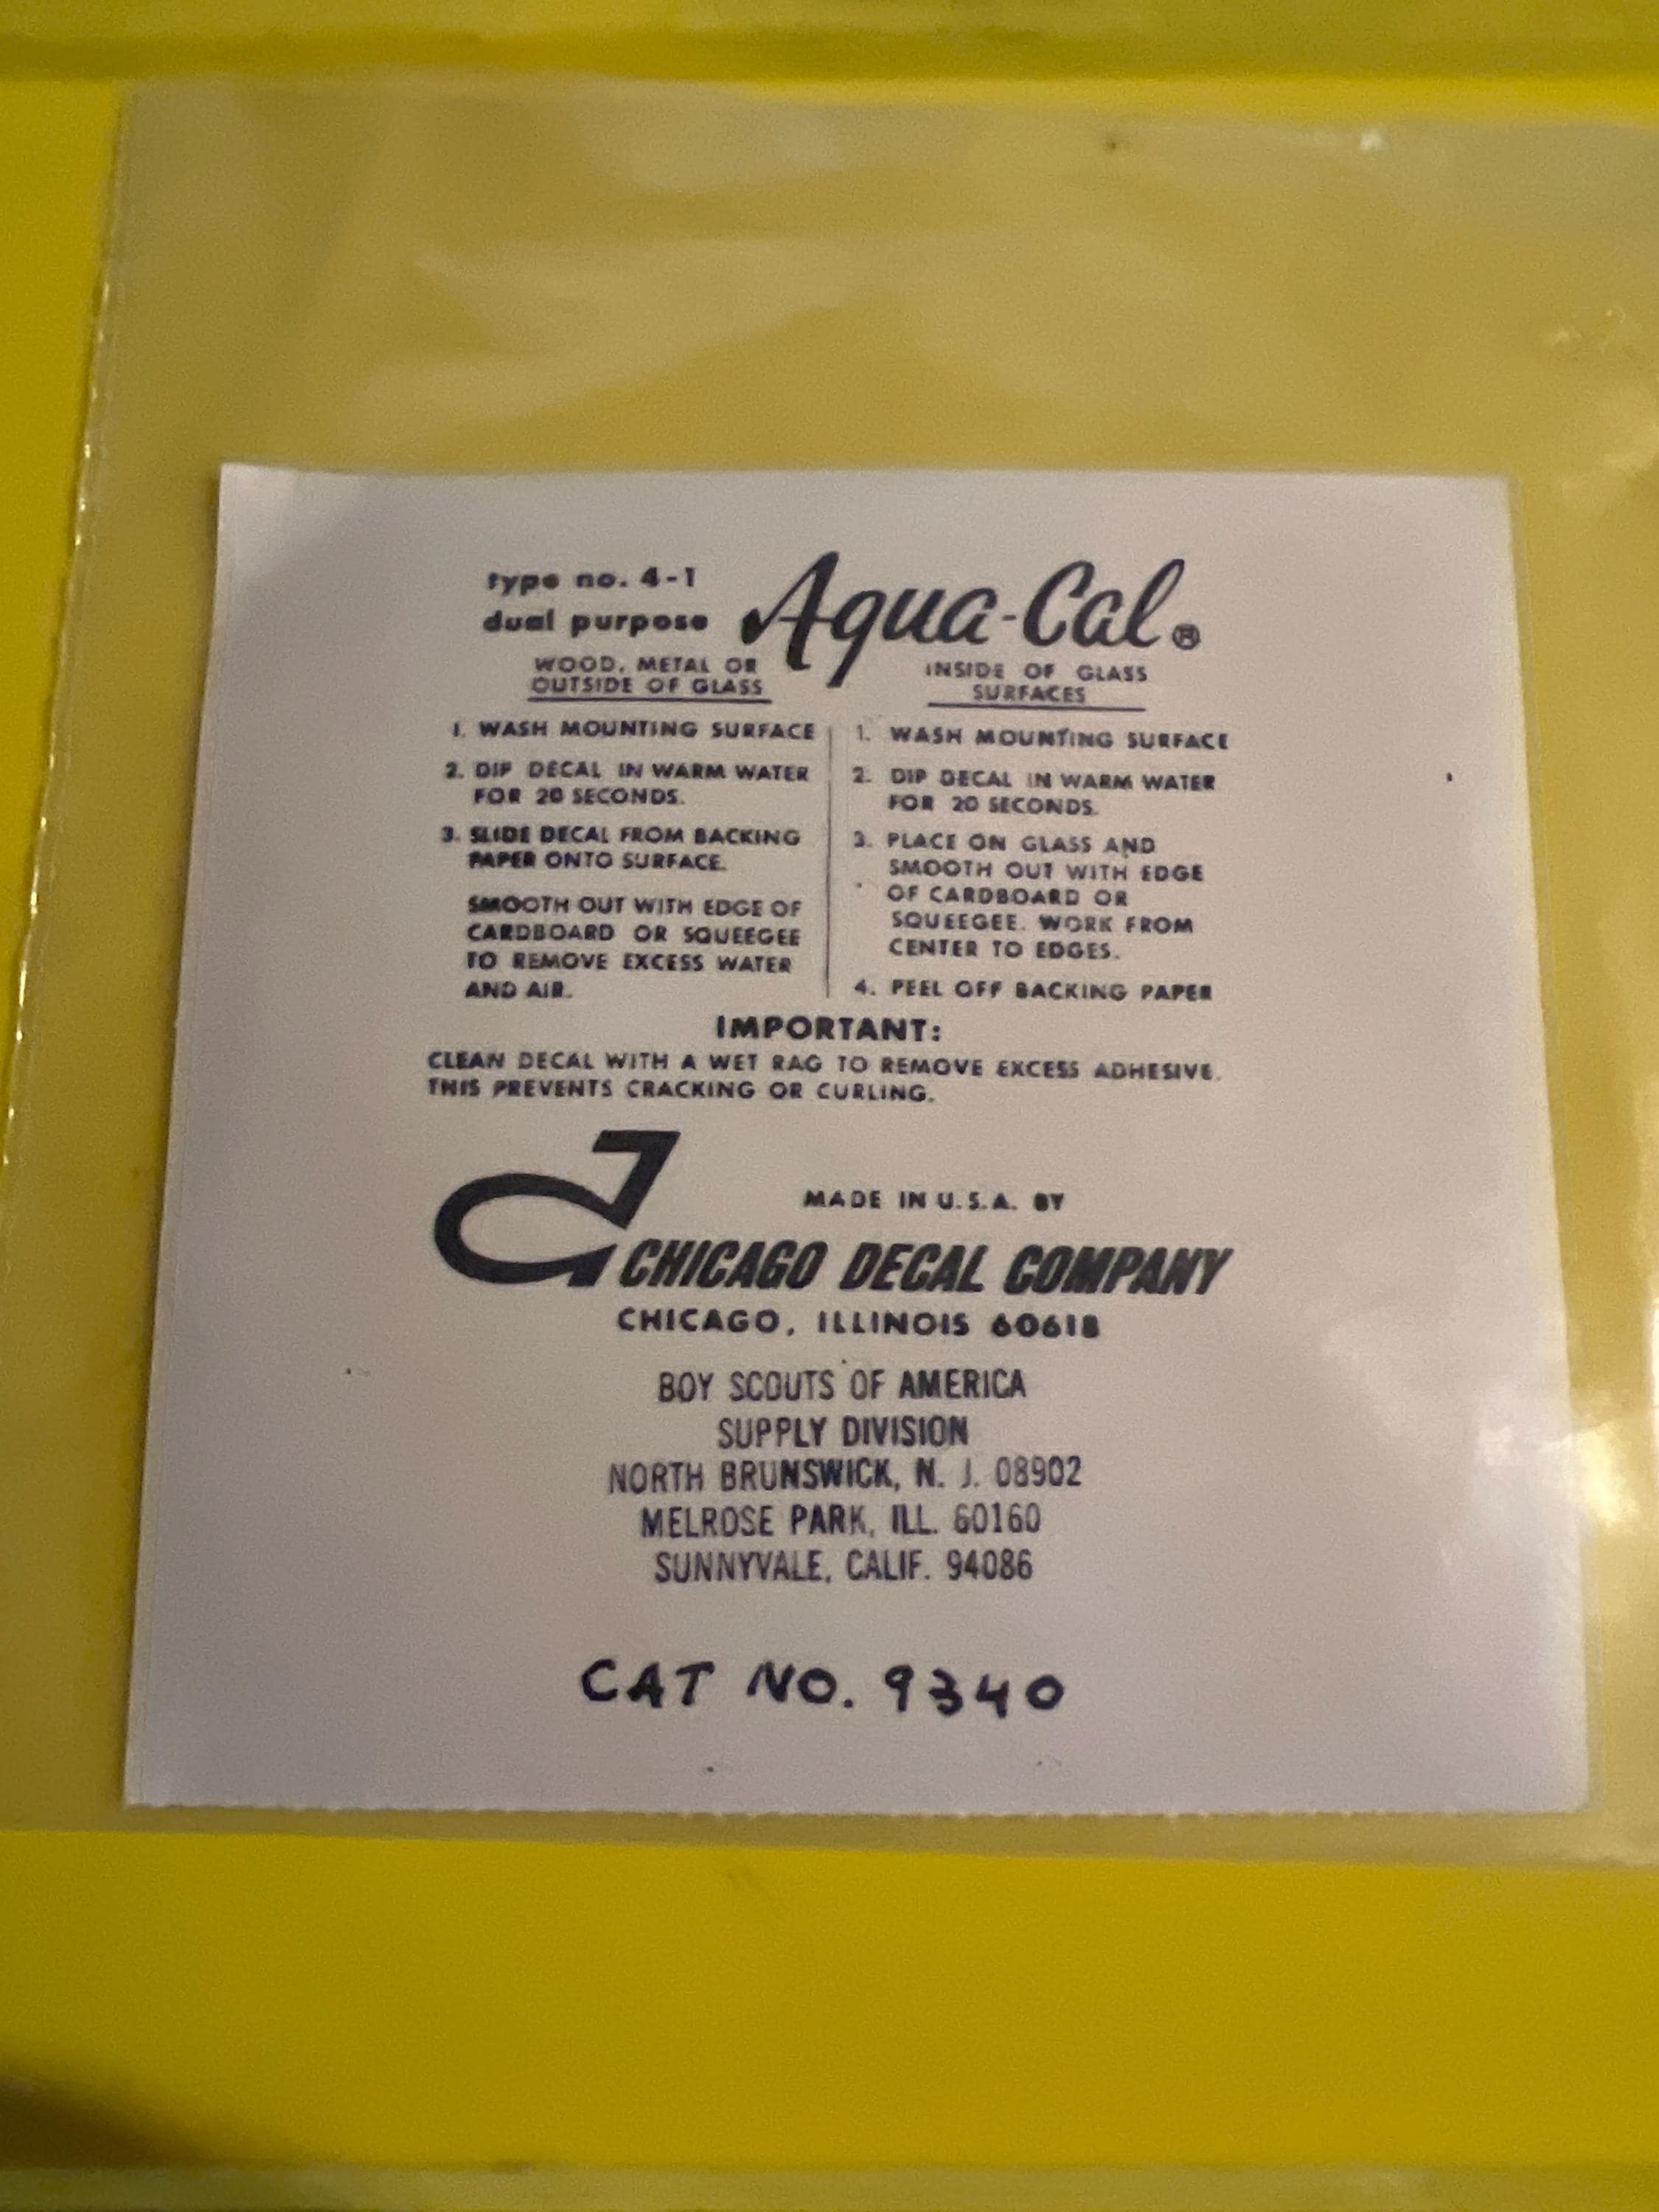 type no. 4-1
dual purpose
Aqua-Cal®
WOOD, METAL OR
OUTSIDE OF GLASS
1. WASH MOUNTING SURFACE
2. DIP DECAL IN WARM WATER
FOR 20 SECONDS.
3. SLIDE DECAL FROM BACKING
PAPER ONTO SURFACE.
SMOOTH OUT WITH EDGE OF
CARDBOARD OR SQUEEGEE
TO REMOVE EXCESS WATER
AND AIR.
INSIDE OF GLASS
SURFACES
1. WASH MOUNTING SURFACE
2. DIP DECAL IN WARM WATER
FOR 20 SECONDS.
3. PLACE ON GLASS AND
SMOOTH OUT WITH EDGE
OF CARDBOARD OR
SQUEEGEE. WORK FROM
CENTER TO EDGES.
4. PEEL OFF BACKING PAPER
IMPORTANT:
CLEAN DECAL WITH A WET RAG TO REMOVE EXCESS ADHESIVE.
THIS PREVENTS CRACKING OR CURLING.
MADE IN U.S.A. BY
CHICAGO DECAL COMPANY
CHICAGO, ILLINOIS 60618
BOY SCOUTS OF AMERICA
SUPPLY DIVISION
NORTH BRUNSWICK, N. J. 08902
MELROSE PARK, ILL. 60160
SUNNYVALE, CALIF. 94086
CAT NO. 9340